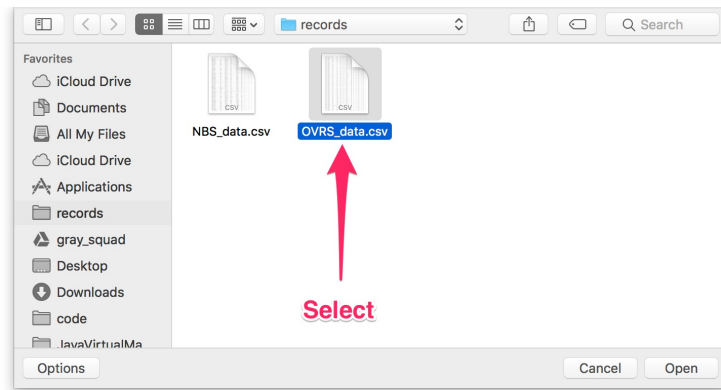 records
Search
Favorites
iCloud Drive
Documents
All My Files
iCloud Drive
Applications
records
gray_squad
Desktop
Downloads
code
JavaVirtualMa
CSV
CSV
NBS_data.csv
OVRS_data.csv
Select
Options
Cancel
Open